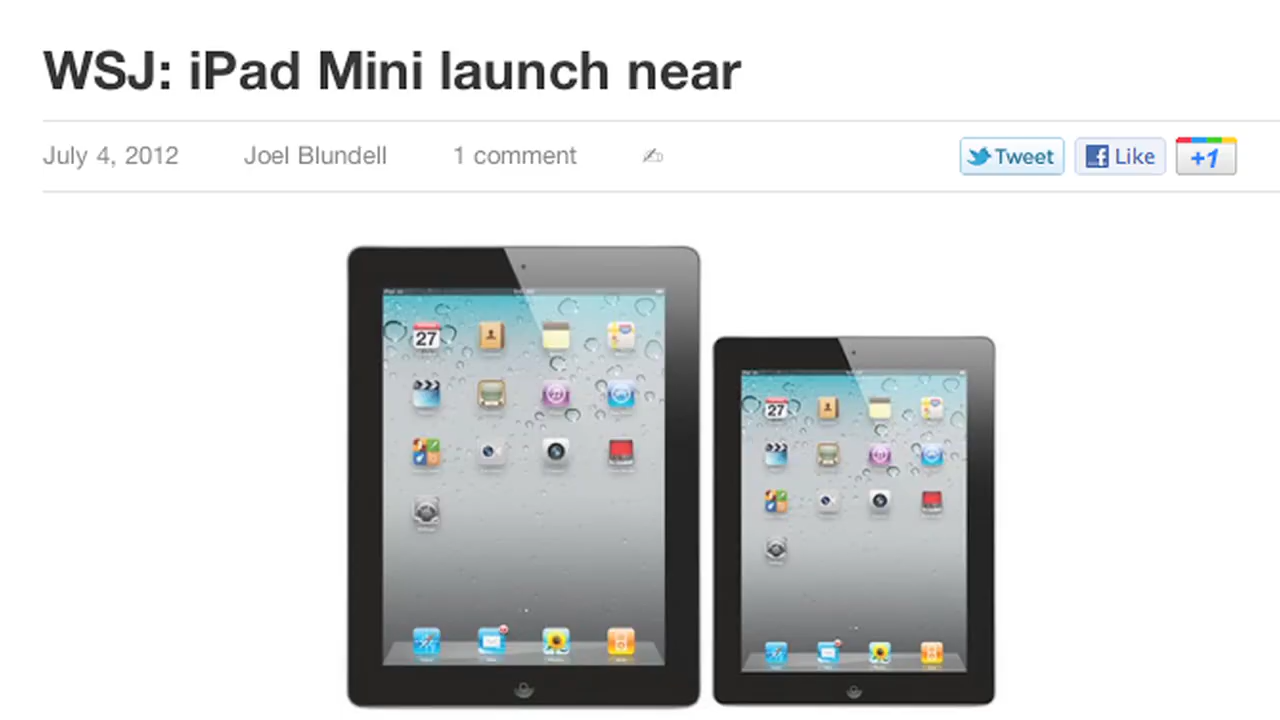 WSJ: iPad Mini launch near
July 4, 2012 Joel Blundell 1 comment
Tweet Like +1
27
27